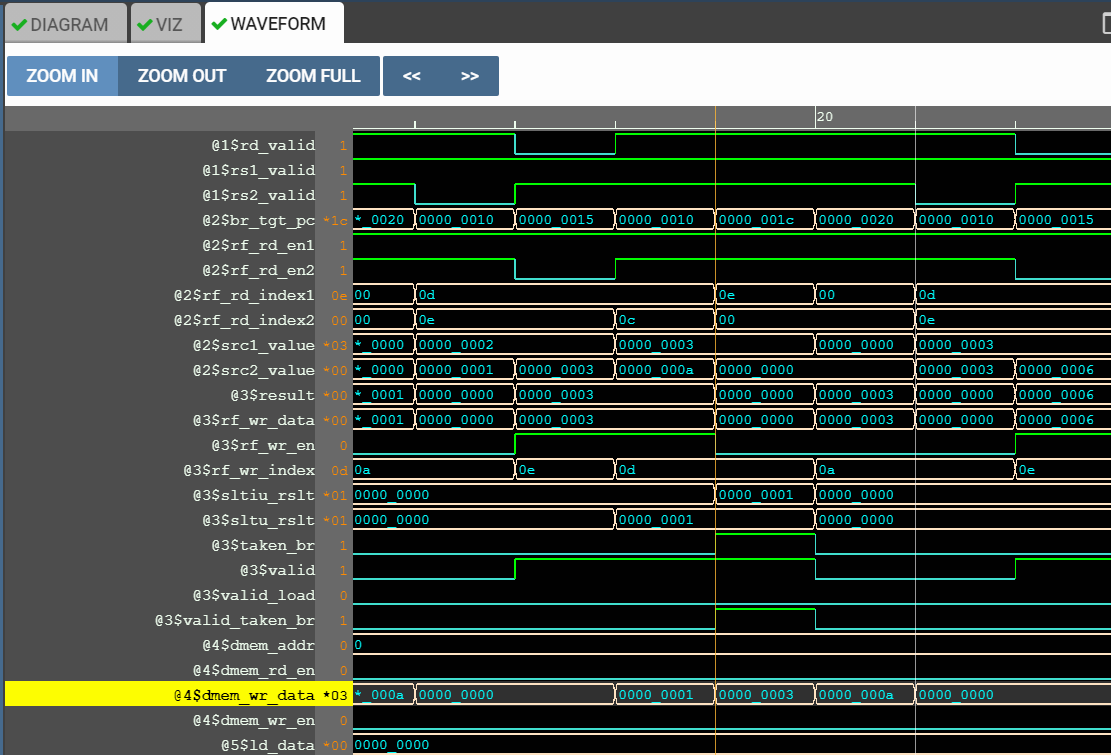 DIAGRAM VIZ WAVEFORM
ZOOM IN ZOOM OUT ZOOM FULL << >>
20
@1$rd_valid 1
@1$rs1_valid 1
@1$rs2_valid 1
@2$br_tgt_pc *1c *_0020 0000_0010 0000_0015 0000_0010 0000_001c 0000_0020 0000_0010 0000_0015
@2$rf_rd_en1 1
@2$rf_rd_en2 1
@2$rf_rd_index1 0e 00 0d 0e 00 0d
@2$rf_rd_index2 00 00 0e 0c 00 0e
@2$src1_value *03 *_0000 0000_0002 0000_0003 0000_0000 0000_0003
@2$src2_value *00 *_0000 0000_0001 0000_0003 0000_000a 0000_0000 0000_0003 0000_0006
@3$result *00 *_0001 0000_0000 0000_0003 0000_0000 0000_0003 0000_0000 0000_0006
@3$rf_wr_data *00 *_0001 0000_0000 0000_0003 0000_0000 0000_0003 0000_0000 0000_0006
@3$rf_wr_en 0
@3$rf_wr_index 0d 0a 0e 0d 0a 0e
@3$sltiu_rslt *01 0000_0000 0000_0001 0000_0000
@3$sltu_rslt *01 0000_0000 0000_0001 0000_0000
@3$taken_br 1
@3$valid 1
@3$valid_load 0
@3$valid_taken_br 1
@4$dmem_addr 0 0
@4$dmem_rd_en 0
@4$dmem_wr_data *03 *_000a 0000_0000 0000_0001 0000_0003 0000_000a 0000_0000
@4$dmem_wr_en 0
@5$ld_data *00 0000_0000